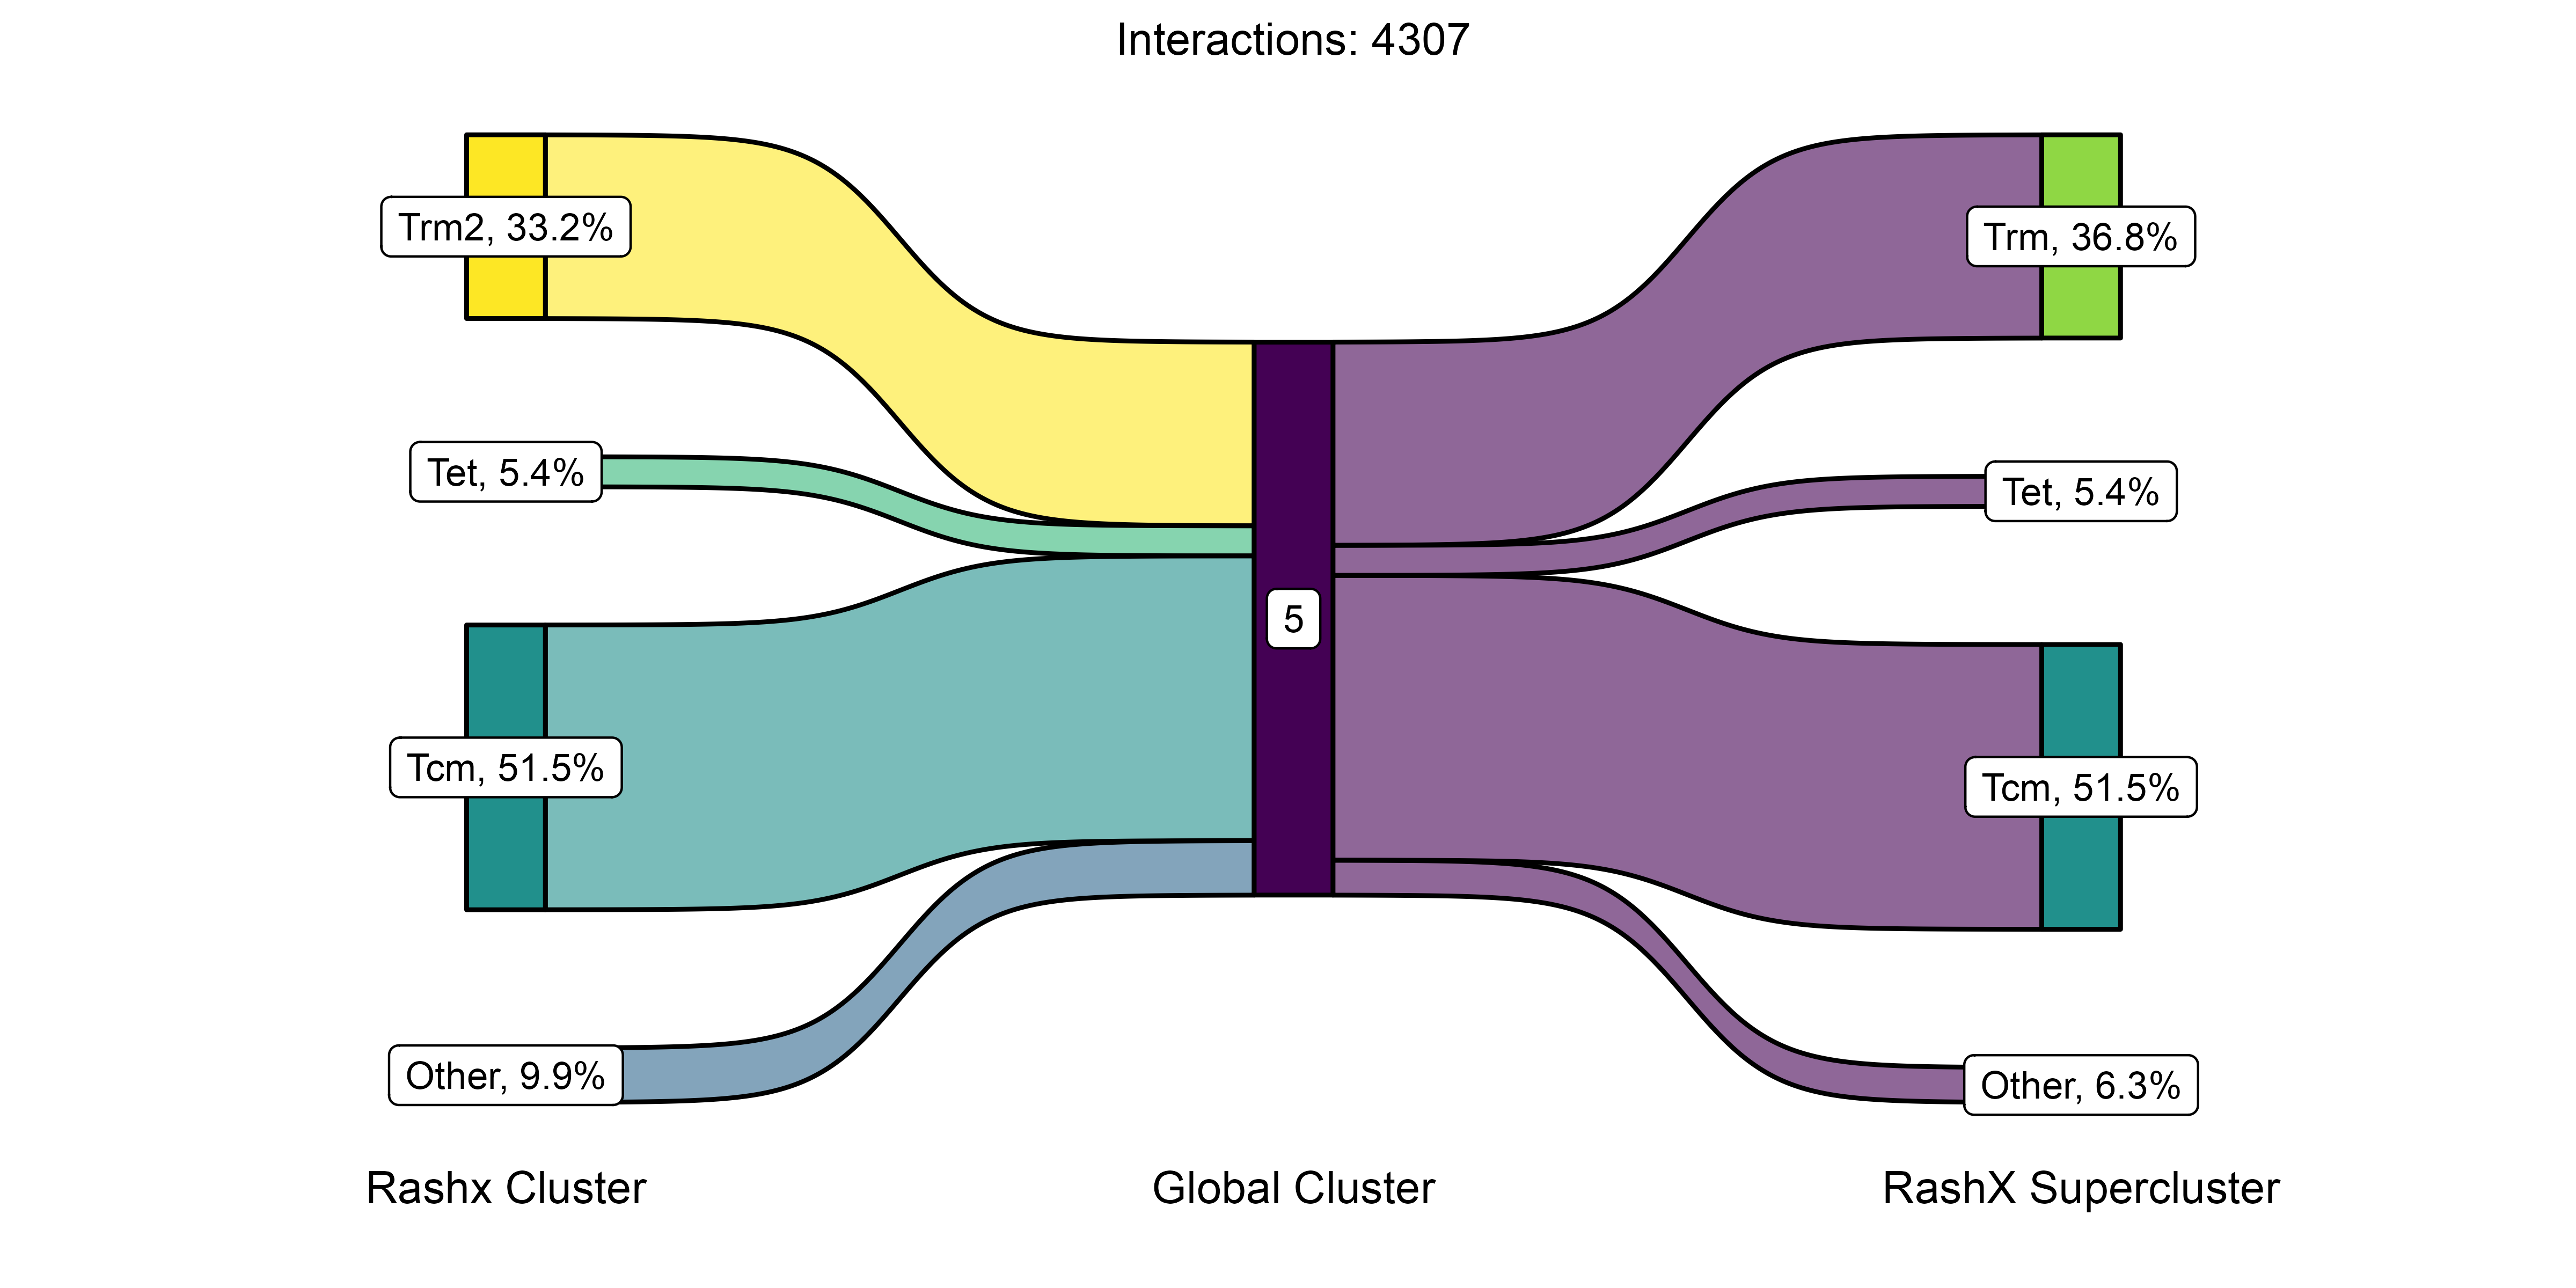 Interactions: 4307
Trm2, 33.2%
Trm, 36.8%
Tet, 5.4%
Tet, 5.4%
5
Tcm, 51.5%
Tcm, 51.5%
Other, 9.9%
Other, 6.3%
Rashx Cluster
Global Cluster
RashX Supercluster